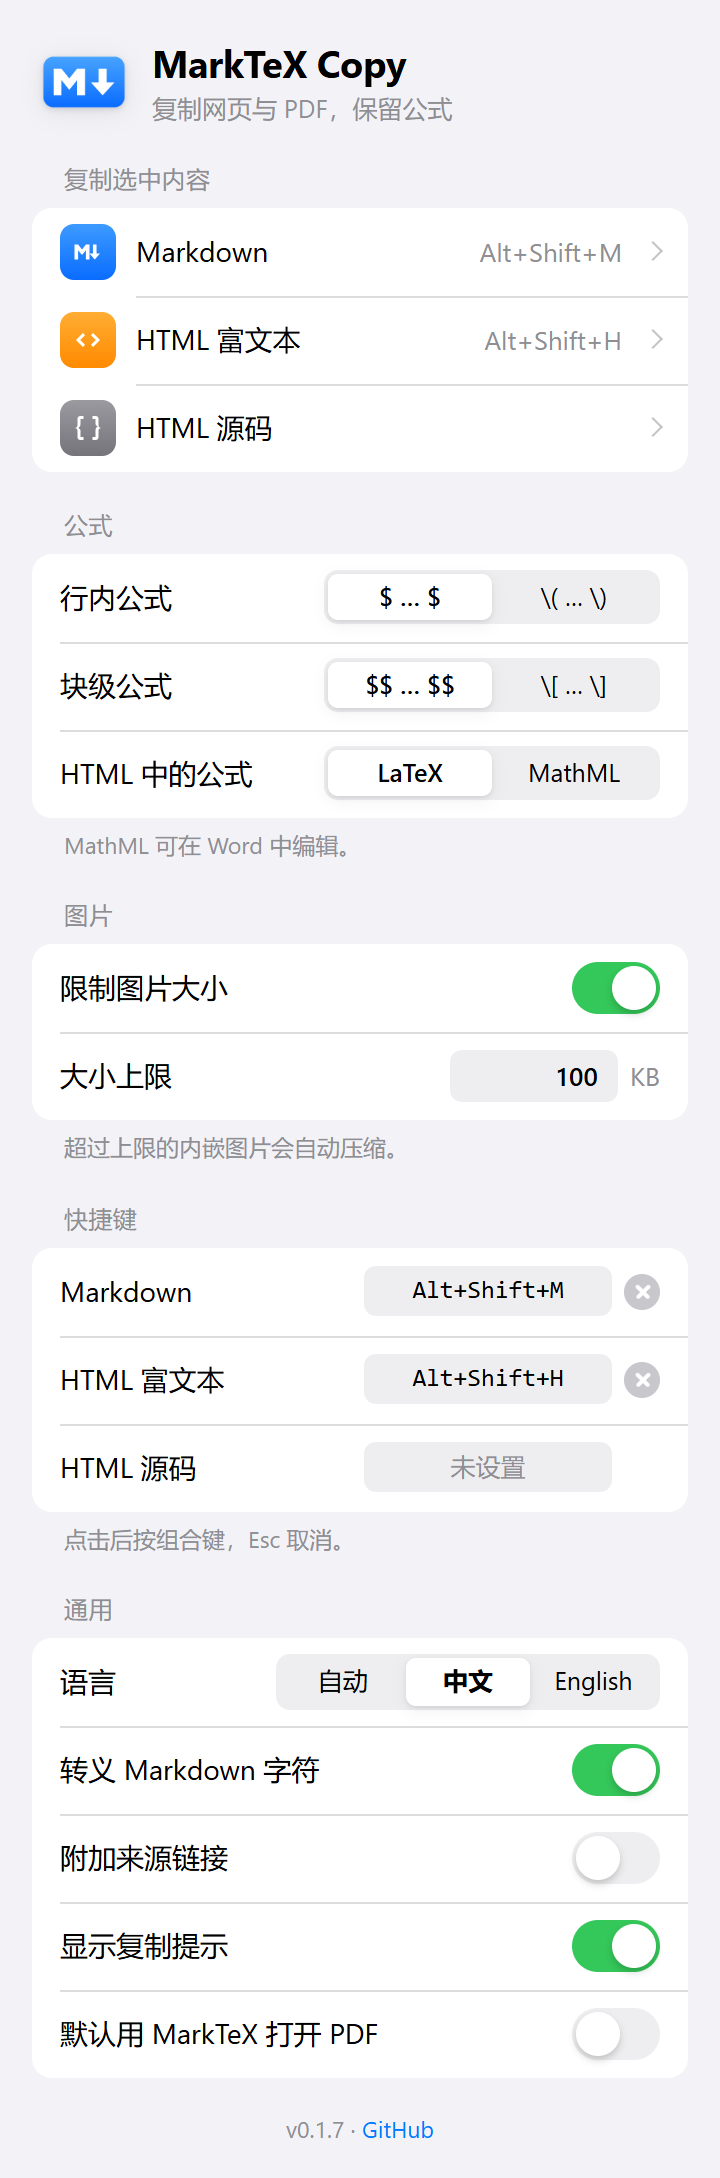 MarkTeX Copy
复制网页与 PDF，保留公式
复制选中内容
Markdown Alt+Shift+M
HTML 富文本 Alt+Shift+H
{ } HTML 源码
公式
行内公式 $ ... $ \( ... \)
块级公式 $$ ... $$ \[ ... \]
HTML 中的公式 LaTeX MathML
MathML 可在 Word 中编辑。
图片
限制图片大小
大小上限 100 KB
超过上限的内嵌图片会自动压缩。
快捷键
Markdown Alt+Shift+M
HTML 富文本 Alt+Shift+H
HTML 源码 未设置
点击后按组合键，Esc 取消。
通用
语言 自动 中文 English
转义 Markdown 字符
附加来源链接
显示复制提示
默认用 MarkTeX 打开 PDF
v0.1.7 · GitHub